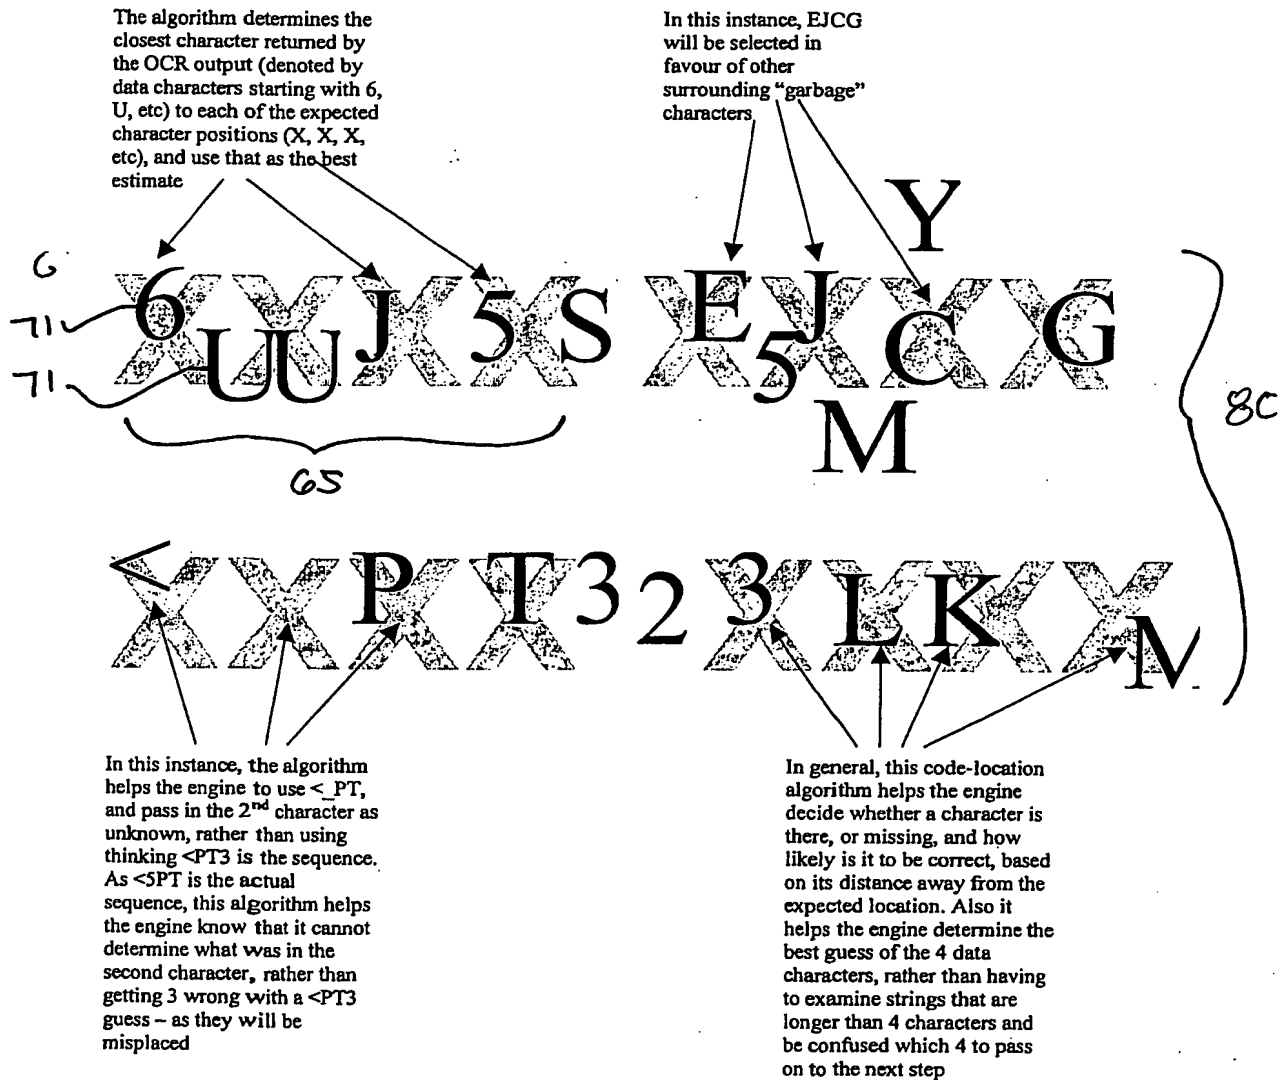 The algorithm determines the
closest character returned by
the OCR output (denoted by
data characters starting with 6,
U, etc) to each of the expected
character positions (X, X, X,
etc), and use that as the best
estimate
In this instance, EJCG
will be selected in
favour of other
surrounding “garbage”
characters
Y
6
71
71
X X X X X X X X
6 U U J 5 S E 5 J C G
M
65
80
X X X X X X X X
< P T 3 2 3 L K M
In this instance, the algorithm
helps the engine to use <_PT,
and pass in the 2nd character as
unknown, rather than using
thinking <PT3 is the sequence.
As <5PT is the actual
sequence, this algorithm helps
the engine know that it cannot
determine what was in the
second character, rather than
getting 3 wrong with a <PT3
guess – as they will be
misplaced
In general, this code-location
algorithm helps the engine
decide whether a character is
there, or missing, and how
likely is it to be correct, based
on its distance away from the
expected location. Also it
helps the engine determine the
best guess of the 4 data
characters, rather than having
to examine strings that are
longer than 4 characters and
be confused which 4 to pass
on to the next step